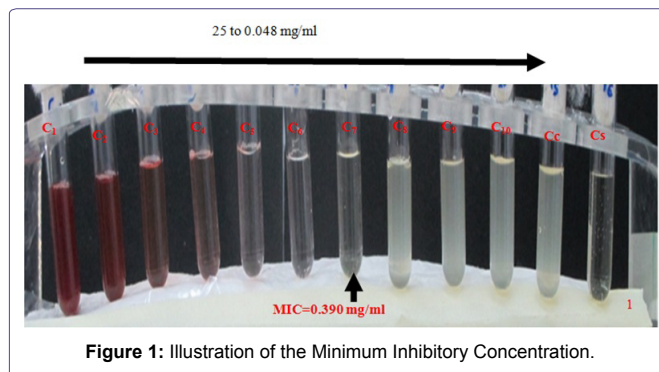 25 to 0.048 mg/ml
C1 C2 C3 C4 C5 C6 C7 C8 C9 C10 CC CS
MIC=0.390 mg/ml
1
Figure 1: Illustration of the Minimum Inhibitory Concentration.